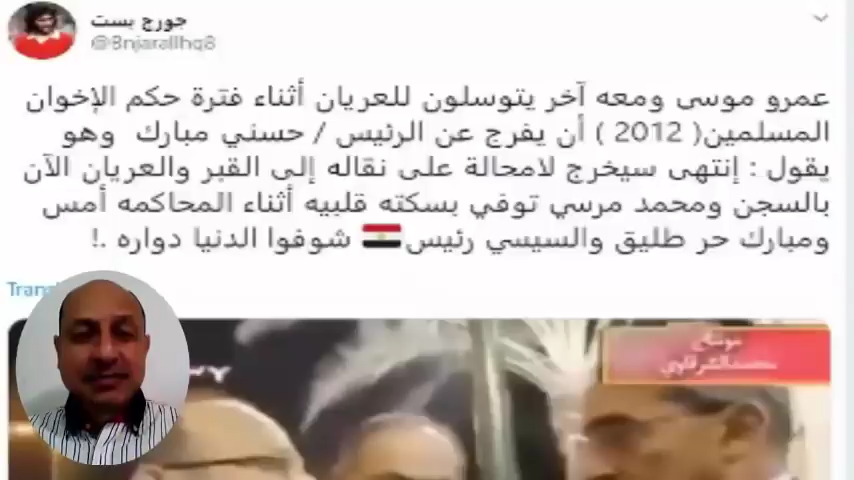 جورج بست
@Bnjarallhq8
عمرو موسى ومعه آخر يتوسلون للعريان أثناء فترة حكم الإخوان
المسلمين( 2012 ) أن يفرج عن الرئيس / حسني مبارك وهو
يقول : إنتهى سيخرج لامحالة على نقاله إلى القبر والعريان الآن
بالسجن ومحمد مرسي توفي بسكته قلبيه أثناء المحاكمه أمس
ومبارك حر طليق والسيسي رئيس🇪🇬 شوفوا الدنيا دواره .!
Tran